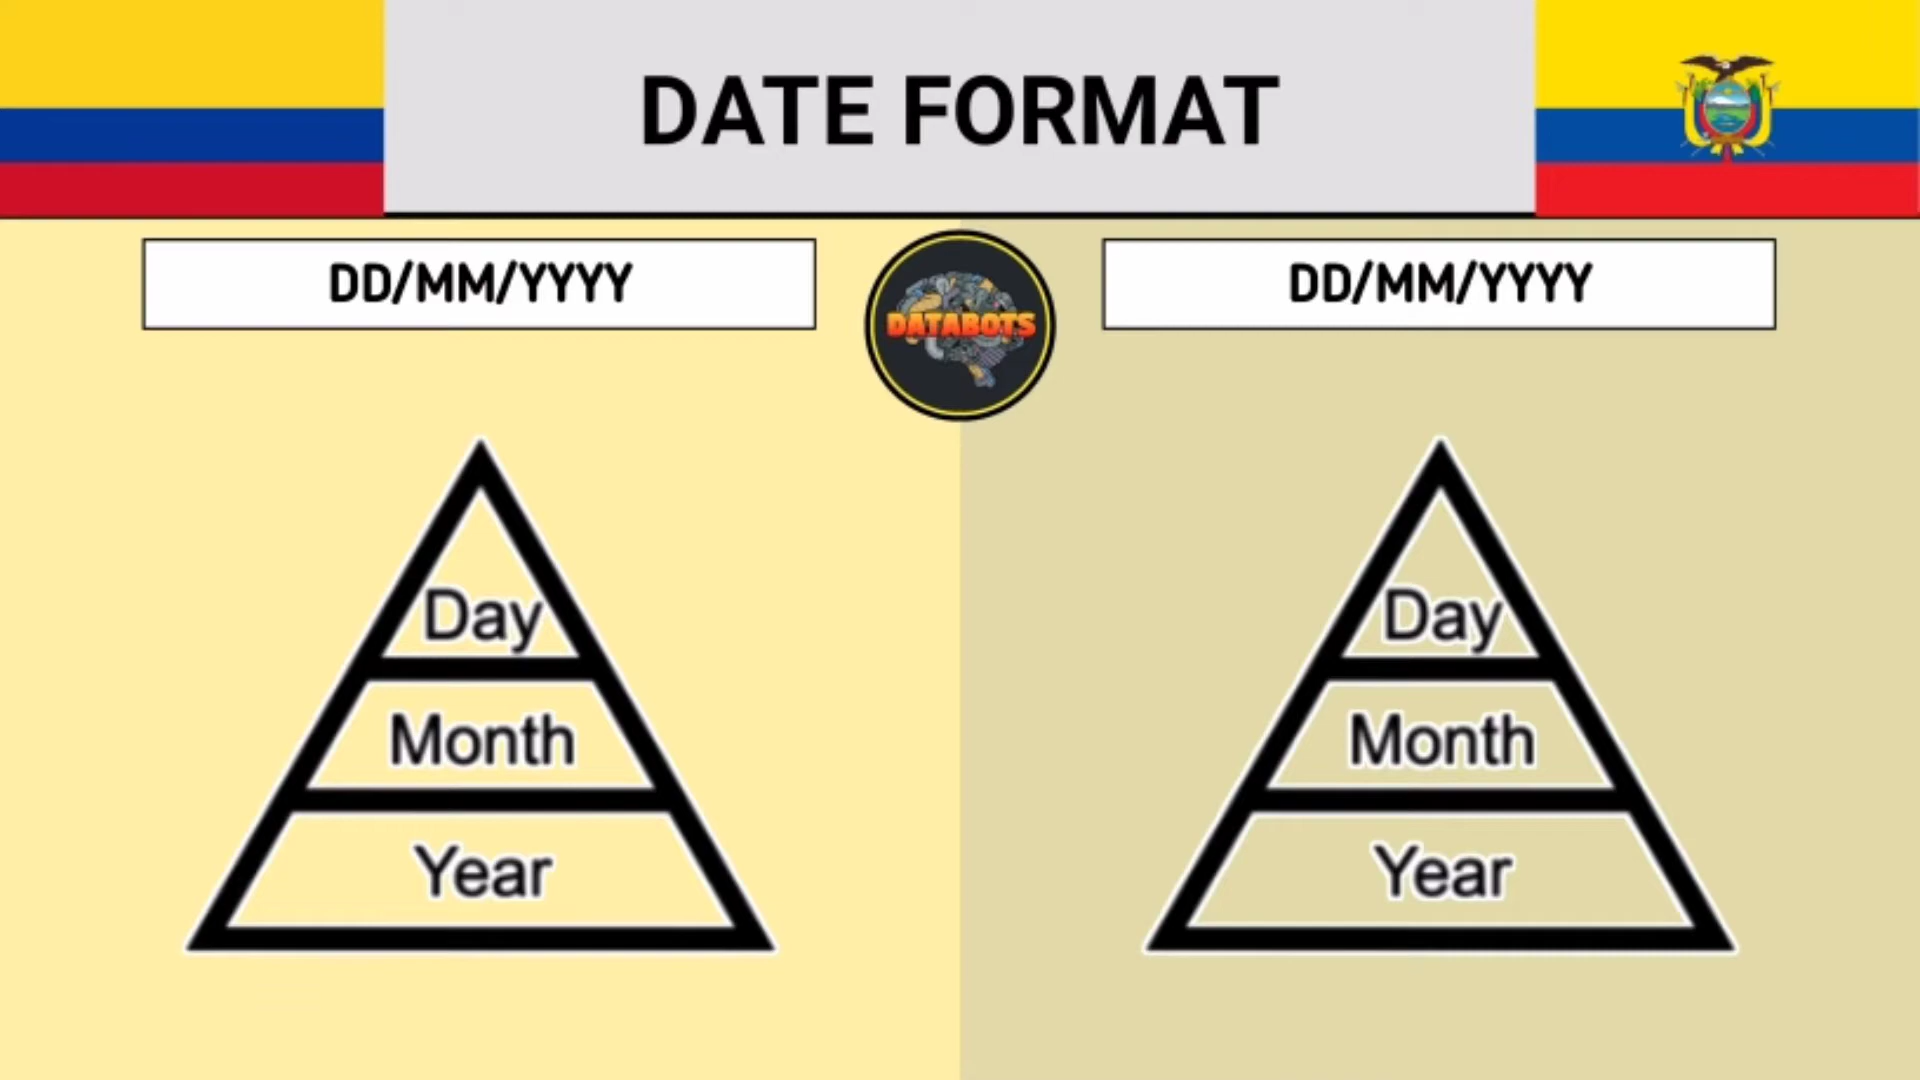 DATE FORMAT
DD/MM/YYYY
DATABOTS
DD/MM/YYYY
Day
Month
Year
Day
Month
Year